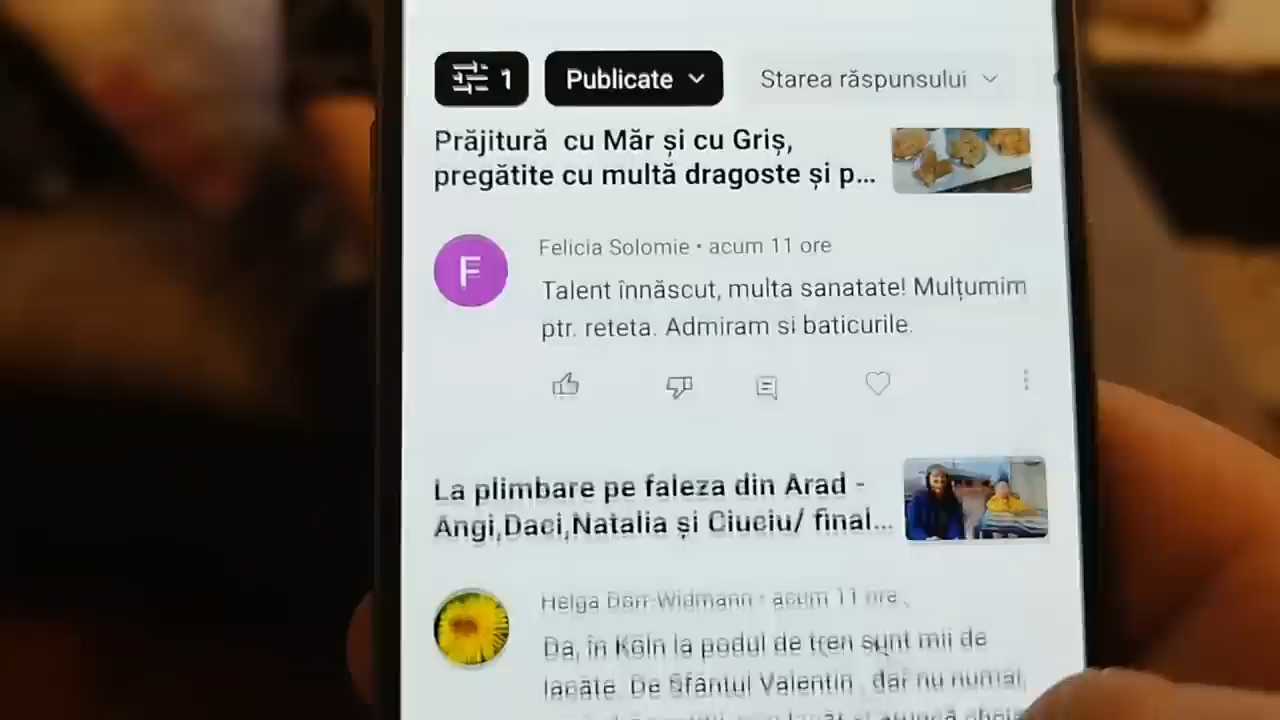 1 Publicate Starea răspunsului
Prăjitură cu Măr și cu Griș,
pregătite cu multă dragoste și p...
F
Felicia Solomie • acum 11 ore
Talent înnăscut, multa sanatate! Mulțumim
ptr. reteta. Admiram si baticurile.
La plimbare pe faleza din Arad -
Angi,Daci,Natalia și Ciuciu/ final...
Helga Dörr-Widmann • acum 11 ore
Da, în Köln la podul de tren sunt mii de
lacăte. De Sfântul Valentin , dar nu numai,